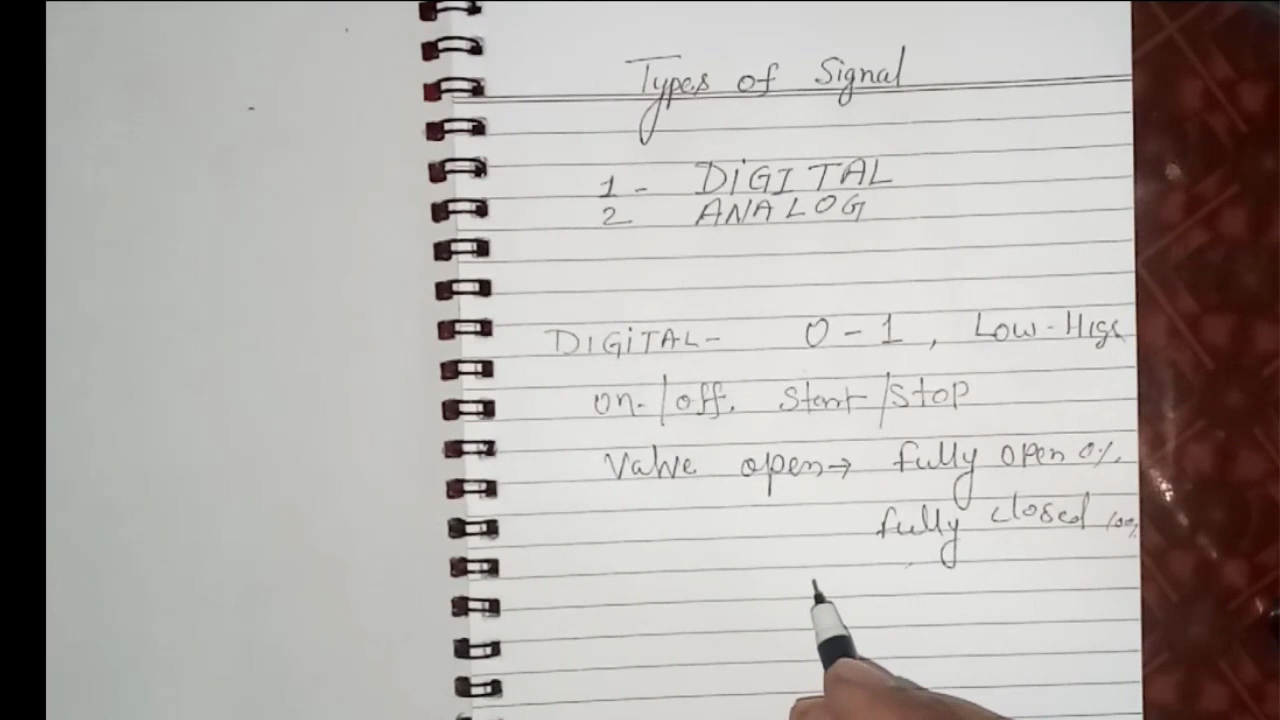 Types of Signal
1 - DIGITAL
2 ANALOG
DIGITAL - 0 - 1, Low - High
on - / off. Start / Stop
Valve open → fully open 0%.
fully closed 100%